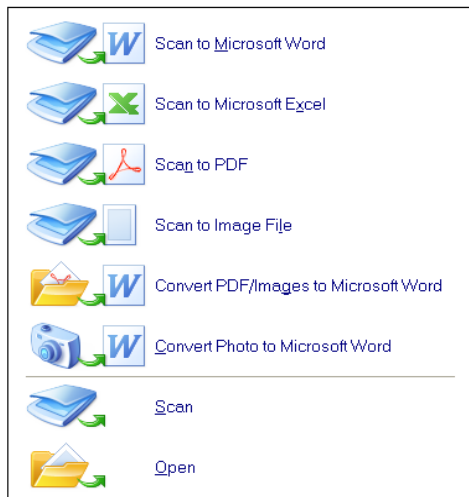 Scan to Microsoft Word
Scan to Microsoft Excel
Scan to PDF
Scan to Image File
Convert PDF/Images to Microsoft Word
Convert Photo to Microsoft Word
Scan
Open